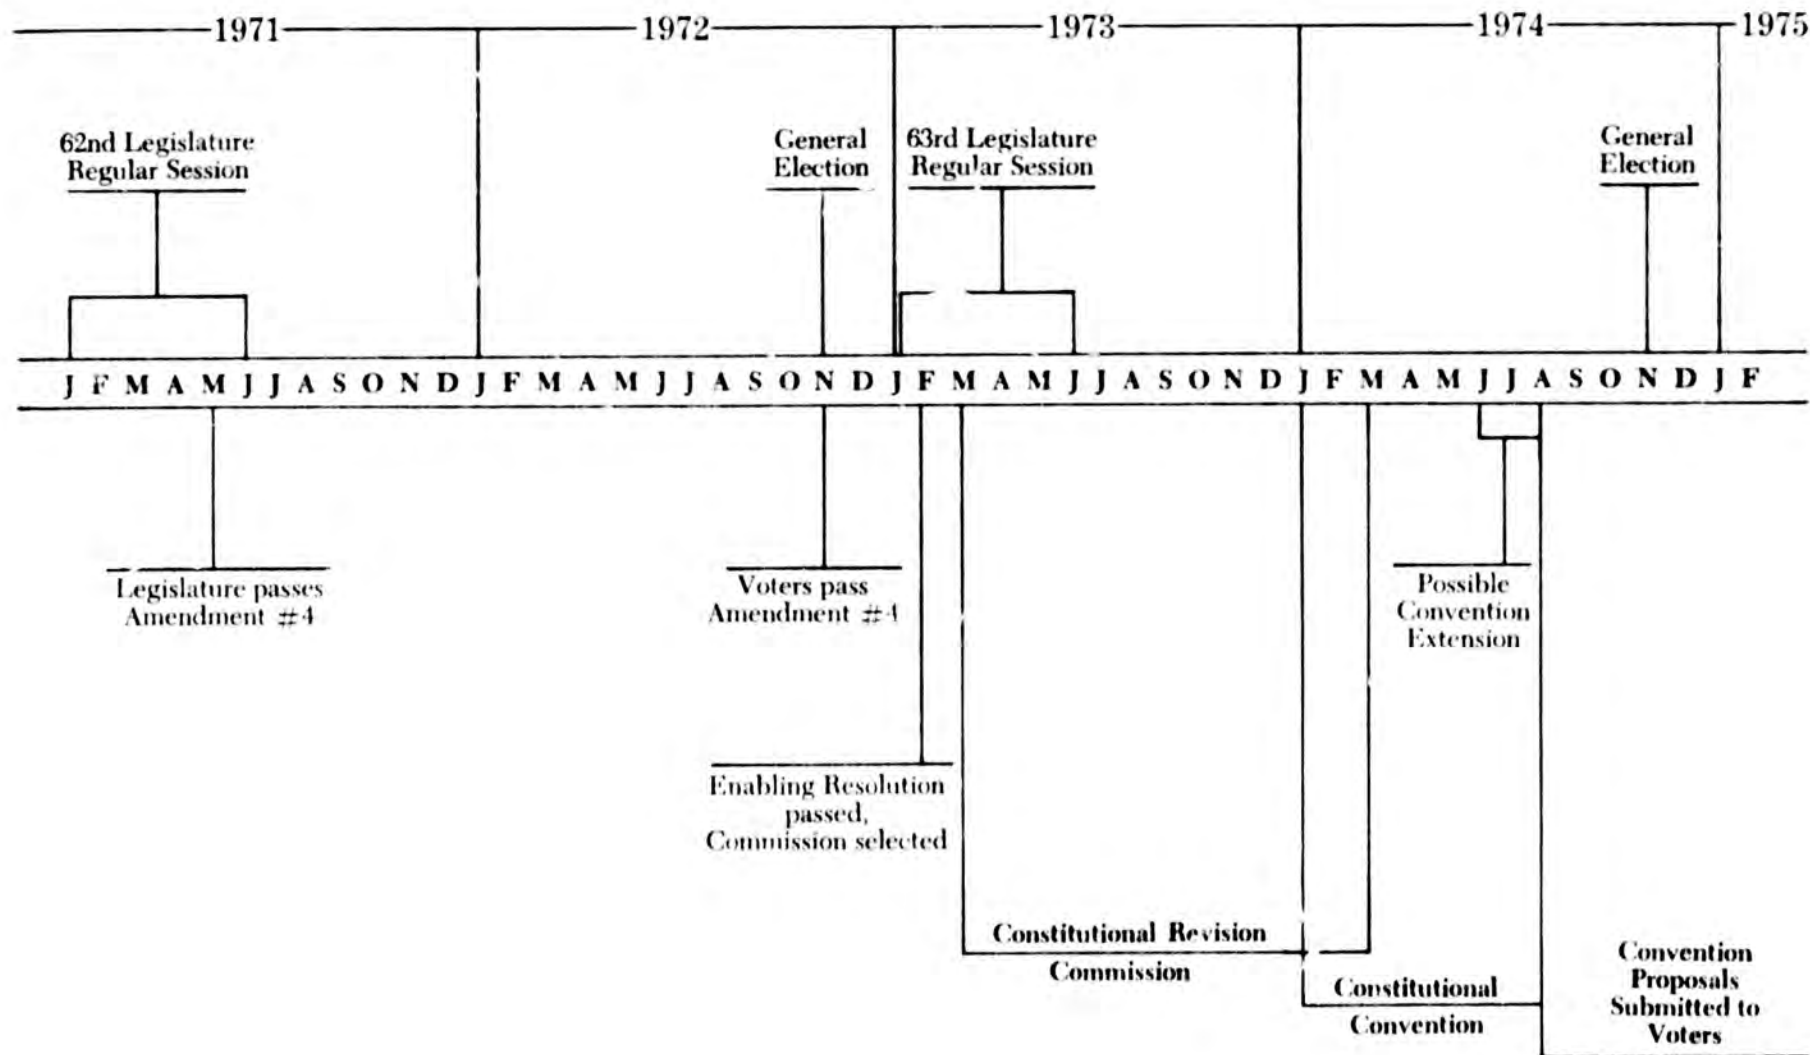 1971 1972 1973 1974 1975
62nd Legislature
Regular Session
General
Election
63rd Legislature
Regular Session
General
Election
J F M A M J J A S O N D J F M A M J J A S O N D J F M A M J J A S O N D J F M A M J J A S O N D J F
Legislature passes
Amendment #4
Voters pass
Amendment #4
Possible
Convention
Extension
Enabling Resolution
passed,
Commission selected
Constitutional Revision
Commission
Constitutional
Convention
Convention
Proposals
Submitted to
Voters